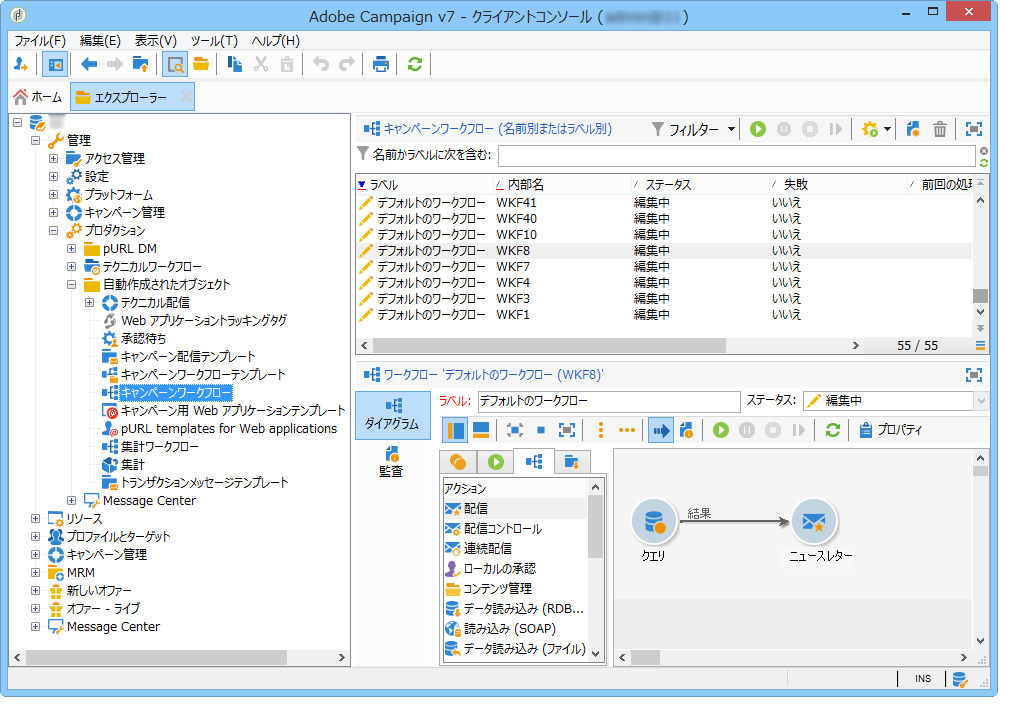 Adobe Campaign v7 - クライアントコンソール (
)
ファイル(F) 編集(E) 表示(V) ツール(T) ヘルプ(H)
ホーム エクスプローラー
管理
アクセス管理
設定
プラットフォーム
キャンペーン管理
プロダクション
pURL DM
テクニカルワークフロー
自動作成されたオブジェクト
テクニカル配信
Web アプリケーショントラッキングタグ
承認待ち
キャンペーン配信テンプレート
キャンペーンワークフローテンプレート
キャンペーンワークフロー
キャンペーン用 Web アプリケーションテンプレート
pURL templates for Web applications
集計ワークフロー
集計
トランザクションメッセージテンプレート
Message Center
リソース
プロファイルとターゲット
キャンペーン管理
MRM
新しいオファー
オファー - ライブ
Message Center
キャンペーンワークフロー (名前別またはラベル別) フィルター
名前かラベルに次を含む:
ラベル 内部名 ステータス 失敗 前回の処理
デフォルトのワークフロー WKF41 編集中 いいえ
デフォルトのワークフロー WKF40 編集中 いいえ
デフォルトのワークフロー WKF10 編集中 いいえ
デフォルトのワークフロー WKF8 編集中 いいえ
デフォルトのワークフロー WKF7 編集中 いいえ
デフォルトのワークフロー WKF4 編集中 いいえ
デフォルトのワークフロー WKF3 編集中 いいえ
デフォルトのワークフロー WKF1 編集中 いいえ
55 / 55
ワークフロー 'デフォルトのワークフロー (WKF8)'
ダイアグラム
監査
ラベル: デフォルトのワークフロー ステータス: 編集中
プロパティ
アクション
配信
配信コントロール
連続配信
ローカルの承認
コンテンツ管理
データ読み込み (RDB...
読み込み (SOAP)
データ読み込み (ファイル)
結果
クエリ ニュースレター
INS